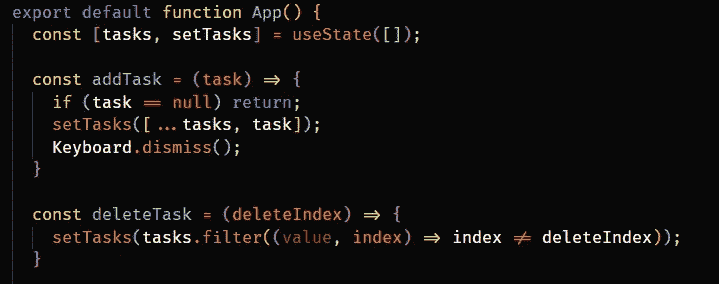 export default function App() {
const [tasks, setTasks] = useState([]);
const addTask = (task) => {
if (task == null) return;
setTasks([...tasks, task]);
Keyboard.dismiss();
}
const deleteTask = (deleteIndex) => {
setTasks(tasks.filter((value, index) => index != deleteIndex));
}